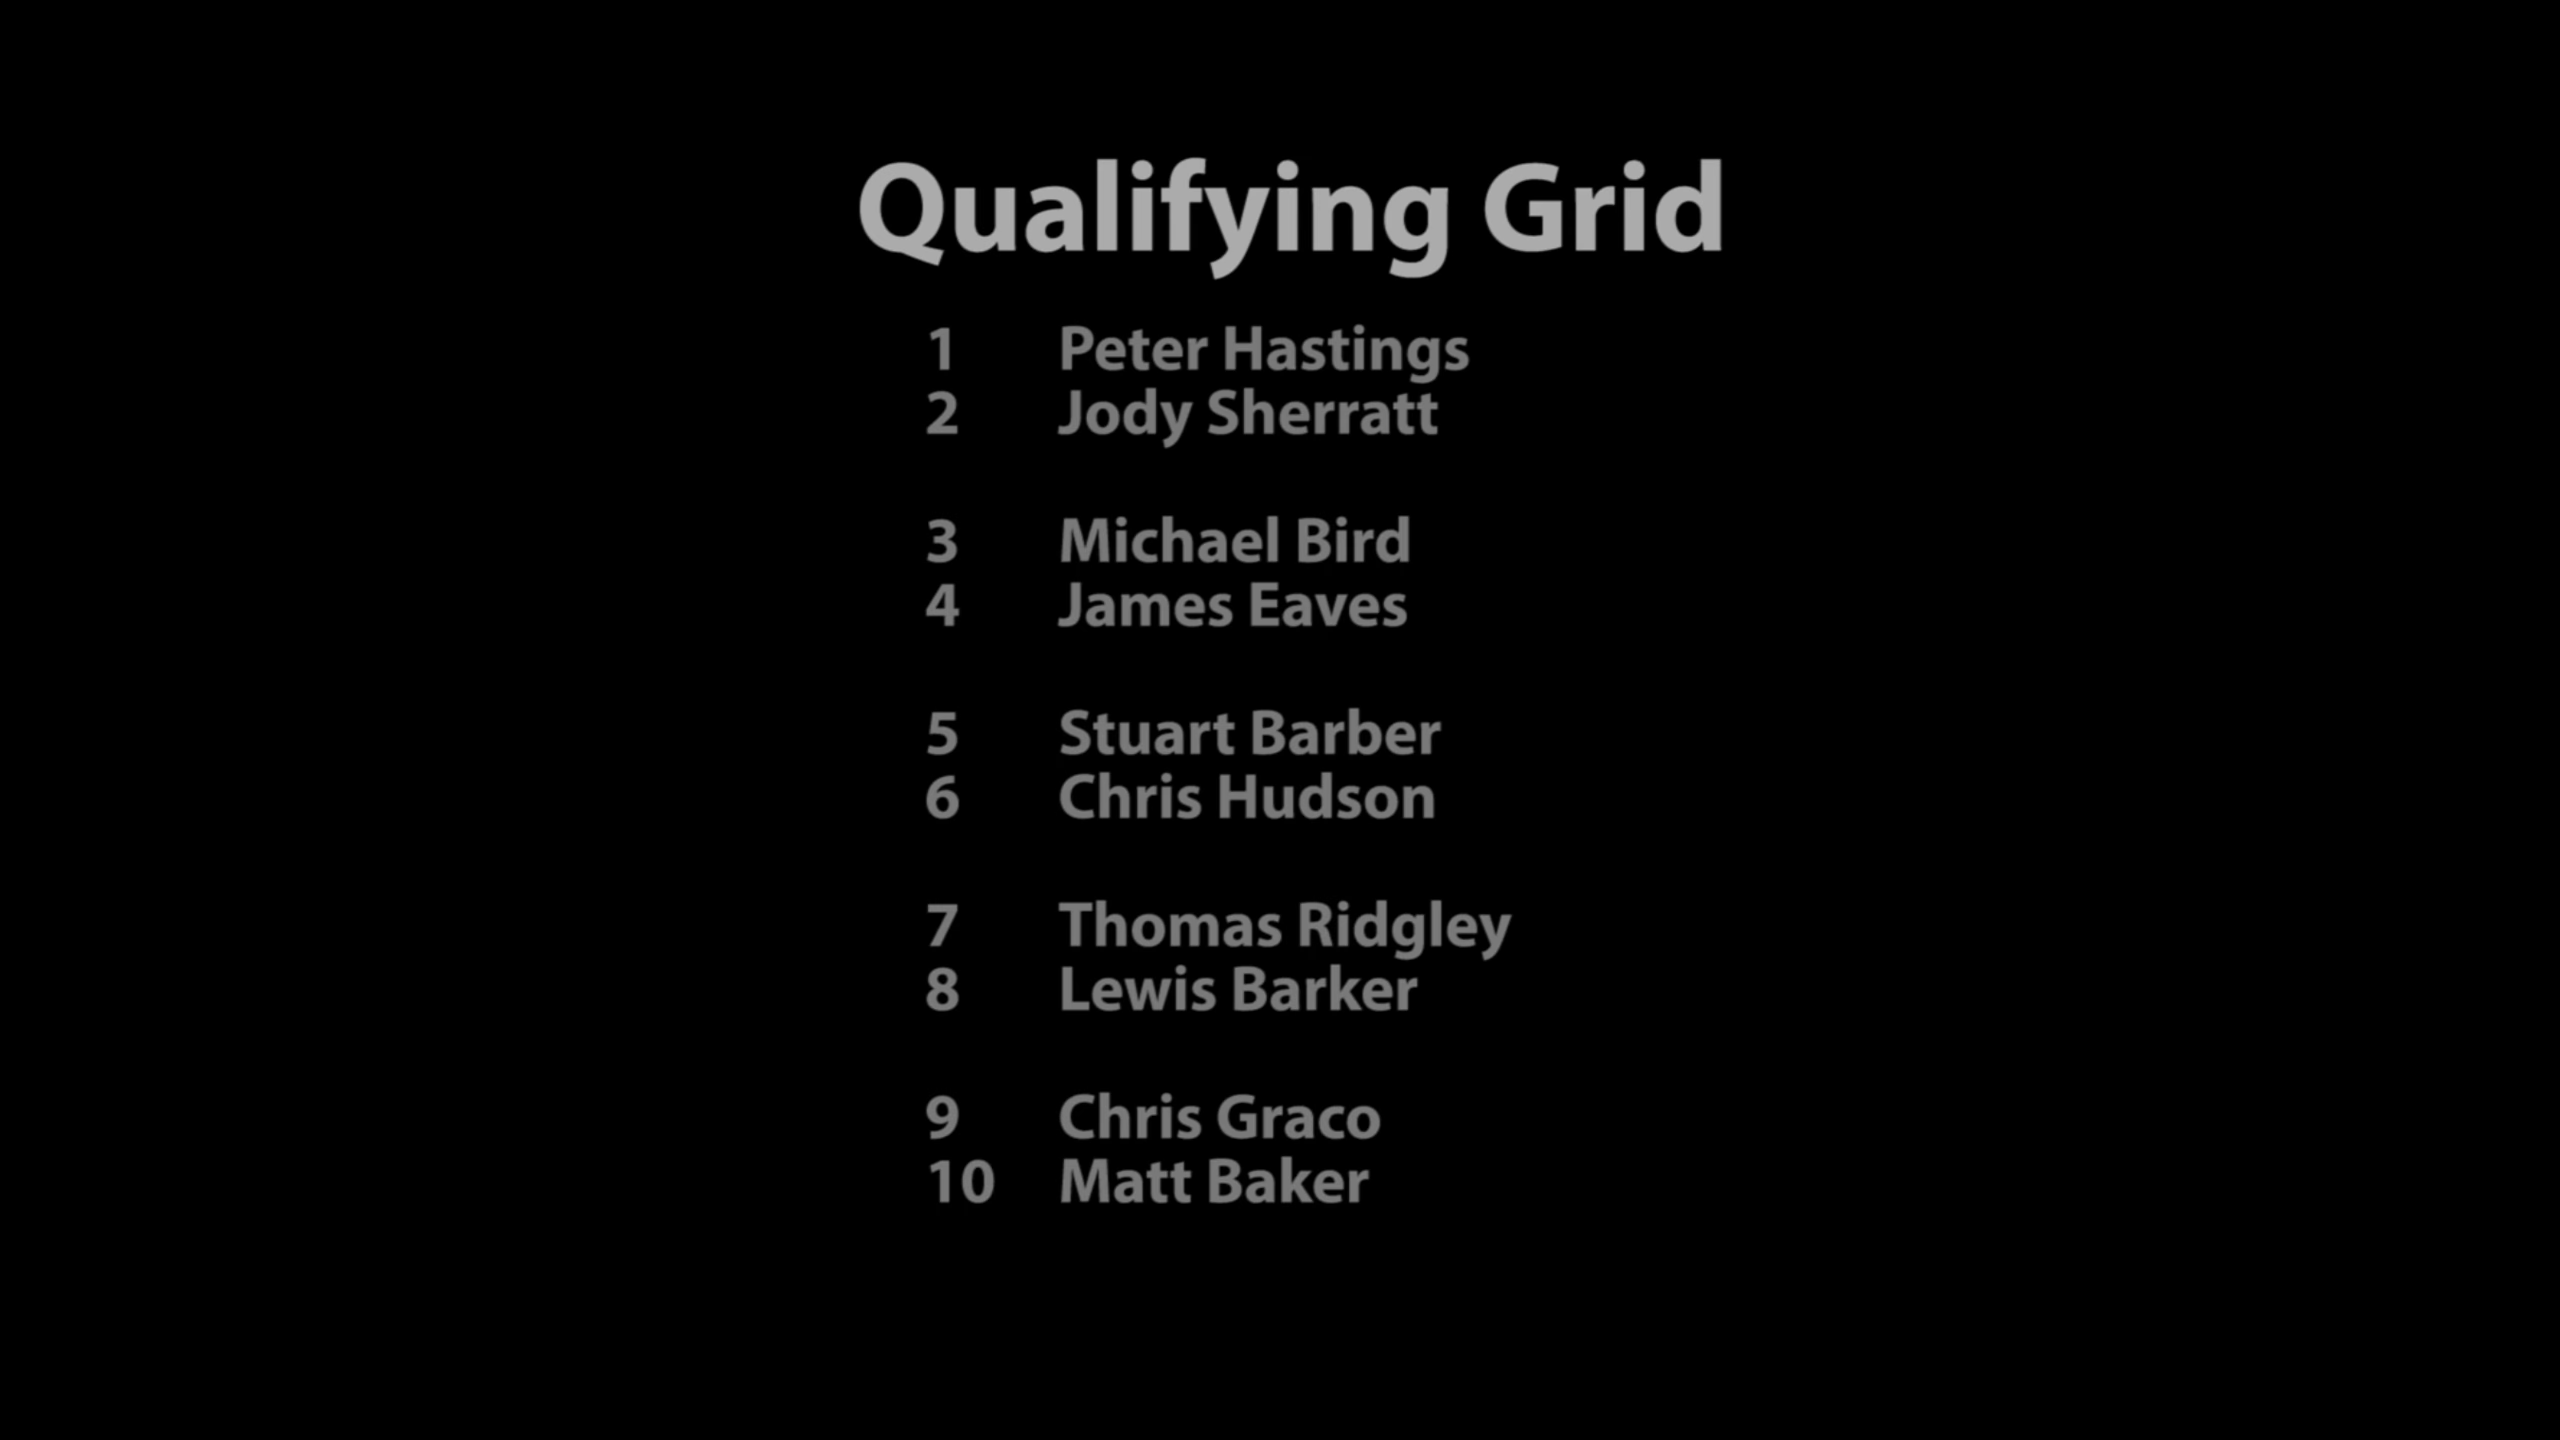 Qualifying Grid
1 Peter Hastings
2 Jody Sherratt
3 Michael Bird
4 James Eaves
5 Stuart Barber
6 Chris Hudson
7 Thomas Ridgley
8 Lewis Barker
9 Chris Graco
10 Matt Baker